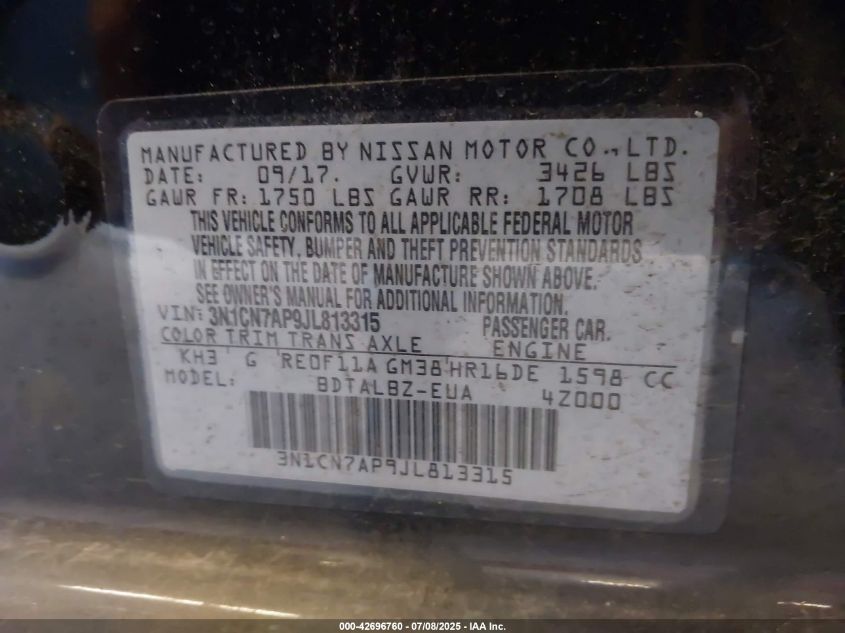 MANUFACTURED BY NISSAN MOTOR CO., LTD.
DATE: 09/17. GVWR: 3426 LBS
GAWR FR: 1750 LBS GAWR RR: 1708 LBS
THIS VEHICLE CONFORMS TO ALL APPLICABLE FEDERAL MOTOR
VEHICLE SAFETY, BUMPER AND THEFT PREVENTION STANDARDS
IN EFFECT ON THE DATE OF MANUFACTURE SHOWN ABOVE.
SEE OWNER'S MANUAL FOR ADDITIONAL INFORMATION.
VIN: 3N1CN7AP9JL813315 PASSENGER CAR.
COLOR TRIM TRANS AXLE ENGINE
KH3 G RE0F11A GM38 HR16DE 1598 CC
MODEL: BDTALBZ-EUA 4Z000
3N1CN7AP9JL813315
000-42696760 - 07/08/2025 - IAA Inc.